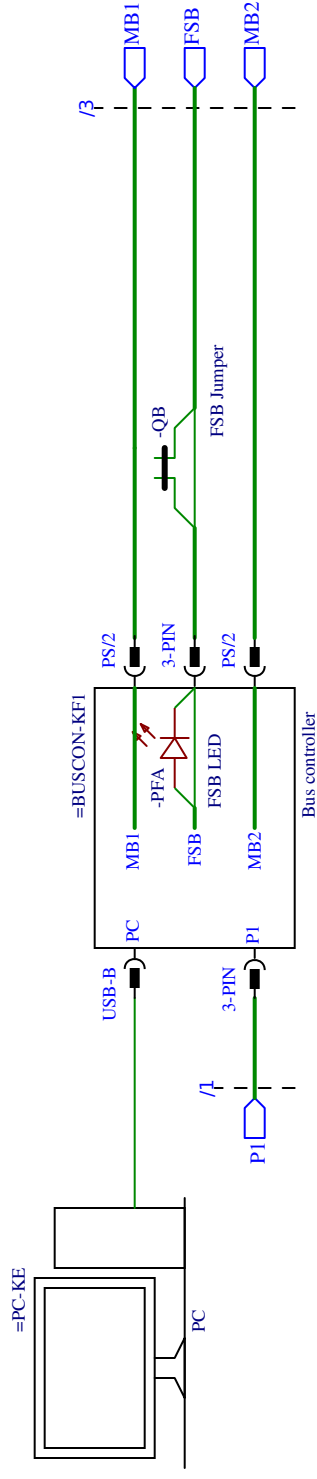 =PC-KE
PC
/1
P1
USB-B
3-PIN
=BUSCON-KF1
PC
P1
MB1
FSB
MB2
-PFA
FSB LED
Bus controller
PS/2
3-PIN
PS/2
-QB
FSB Jumper
/3
MB1
FSB
MB2